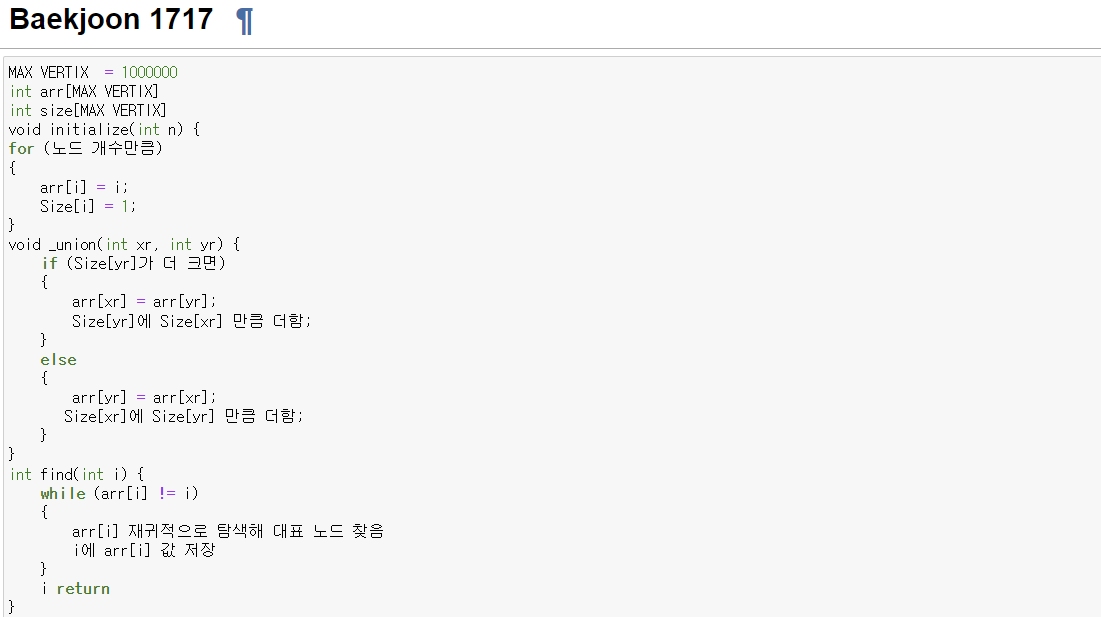 Baekjoon 1717 ¶
MAX VERTIX = 1000000
int arr[MAX VERTIX]
int size[MAX VERTIX]
void initialize(int n) {
for (노드 개수만큼)
{
arr[i] = i;
Size[i] = 1;
}
void _union(int xr, int yr) {
if (Size[yr]가 더 크면)
{
arr[xr] = arr[yr];
Size[yr]에 Size[xr] 만큼 더함;
}
else
{
arr[yr] = arr[xr];
Size[xr]에 Size[yr] 만큼 더함;
}
}
int find(int i) {
while (arr[i] != i)
{
arr[i] 재귀적으로 탐색해 대표 노드 찾음
i에 arr[i] 값 저장
}
i return
}